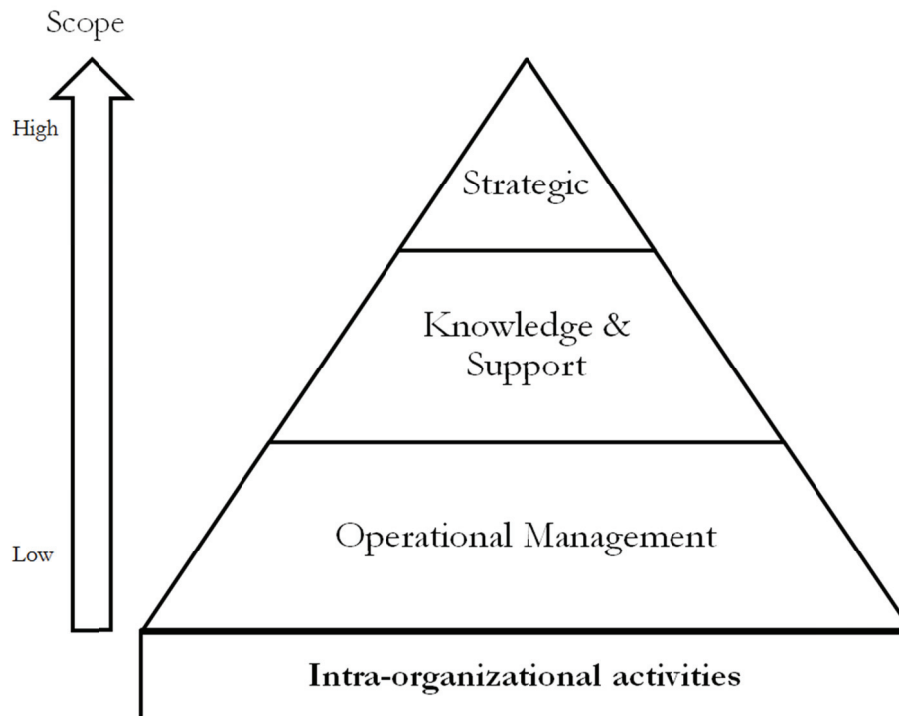 Scope
High
Strategic
Knowledge &
Support
Operational Management
Low
Intra-organizational activities